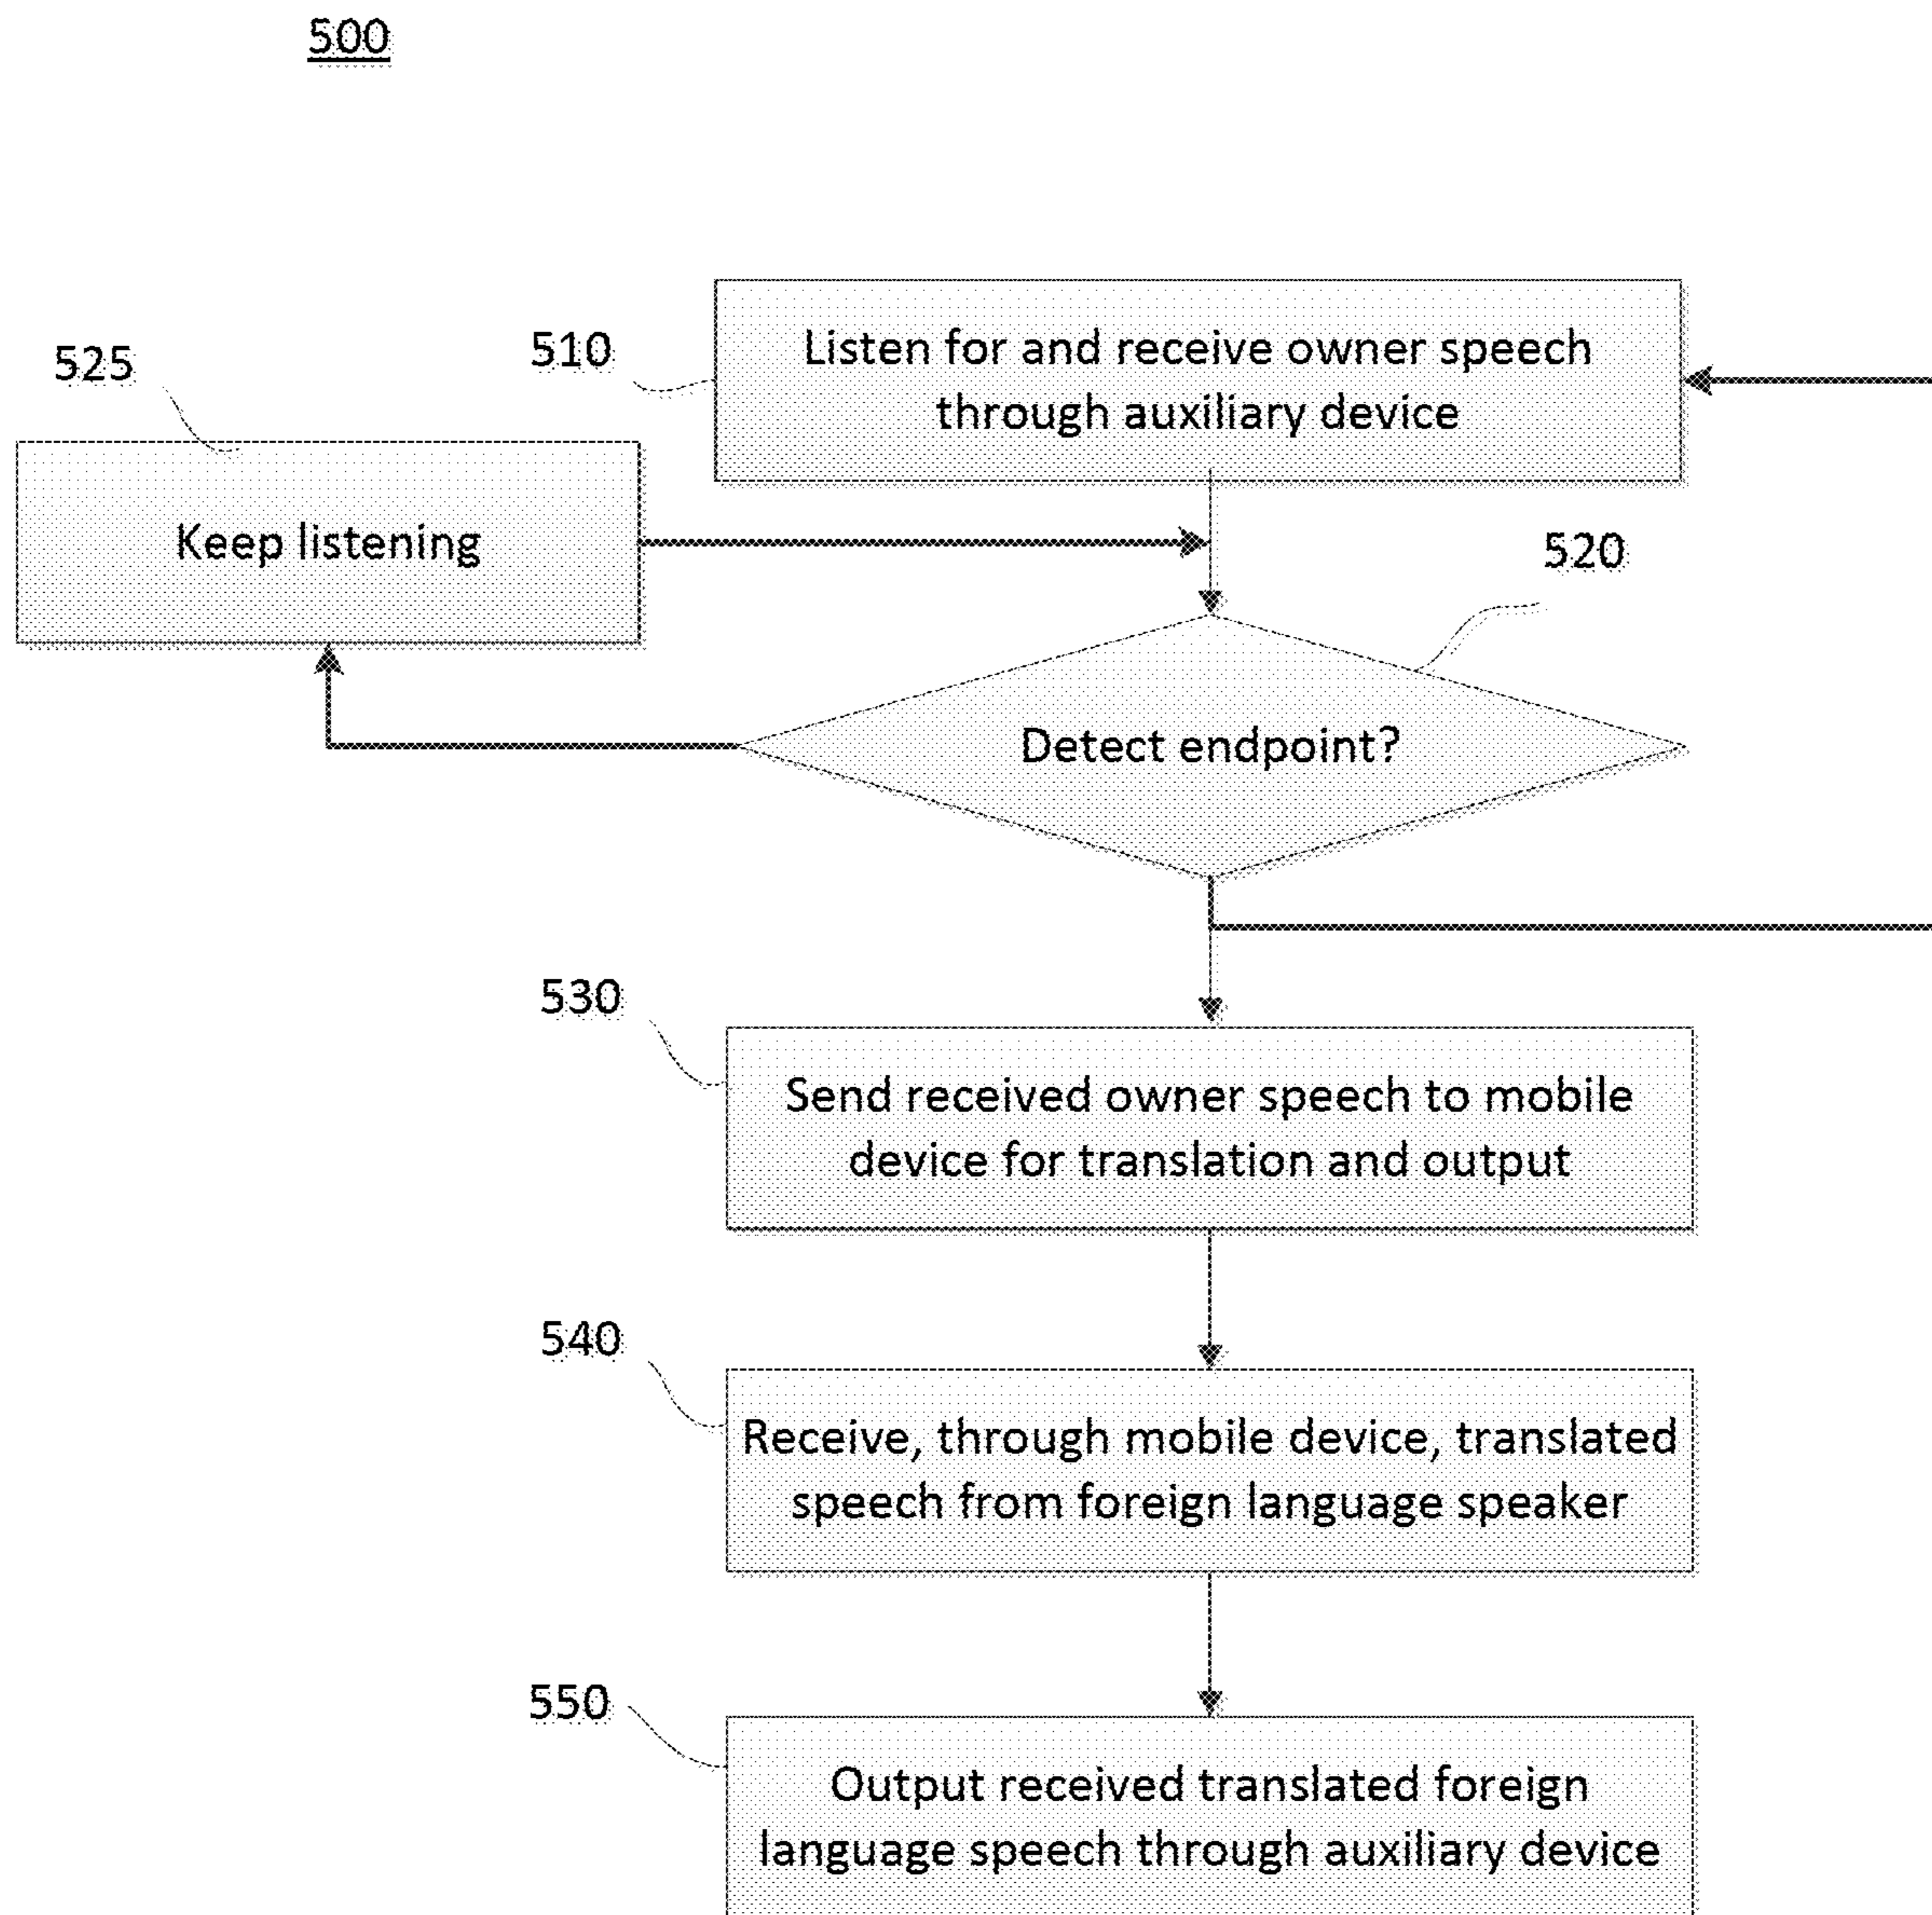 500
510
Listen for and receive owner speech
through auxiliary device
525
Keep listening
520
Detect endpoint?
530
Send received owner speech to mobile
device for translation and output
540
Receive, through mobile device, translated
speech from foreign language speaker
550
Output received translated foreign
language speech through auxiliary device